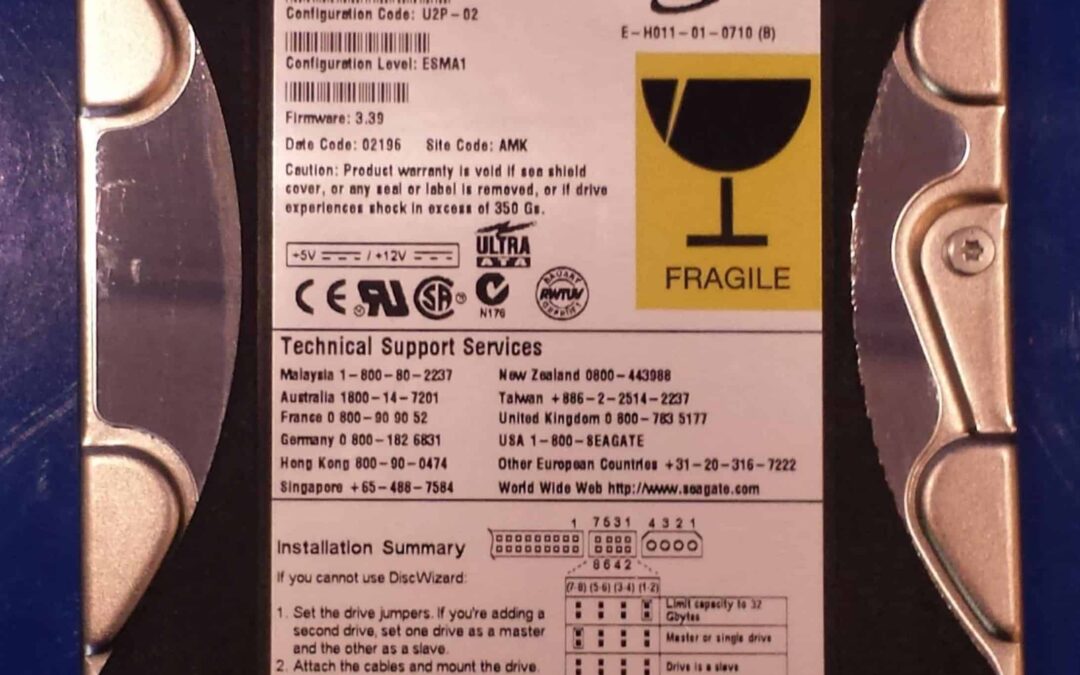 Configuration Code: U2P-02
E-H011-01-0710 (B)
Configuration Level: ESMA1
Firmware: 3.39
Date Code: 02196 Site Code: AMK
Caution: Product warranty is void if sea shield
cover, or any seal or label is removed, or if drive
experiences shock in excess of 350 Gs.
+5V / +12V
ULTRA
ATA
CE
SA
N176
BAUART
RWTUV
FRAGILE
Technical Support Services
Malaysia 1-800-80-2237 New Zealand 0800-443988
Australia 1800-14-7201 Taiwan +886-2-2514-2237
France 0 800-90 90 52 United Kingdom 0 800-783 5177
Germany 0 800-182 6831 USA 1-800-SEAGATE
Hong Kong 800-90-0474 Other European Countries +31-20-316-7222
Singapore +65-488-7584 World Wide Web http://www.seagate.com
1 7531 4321
Installation Summary
8642
If you cannot use DiscWizard:
(7-8) (5-6) (3-4) (1-2)
1. Set the drive jumpers. If you're adding a
second drive, set one drive as a master
and the other as a slave.
2. Attach the cables and mount the drive.
Limit capacity to 32
Gbytes
Master or single drive
Drive is a slave